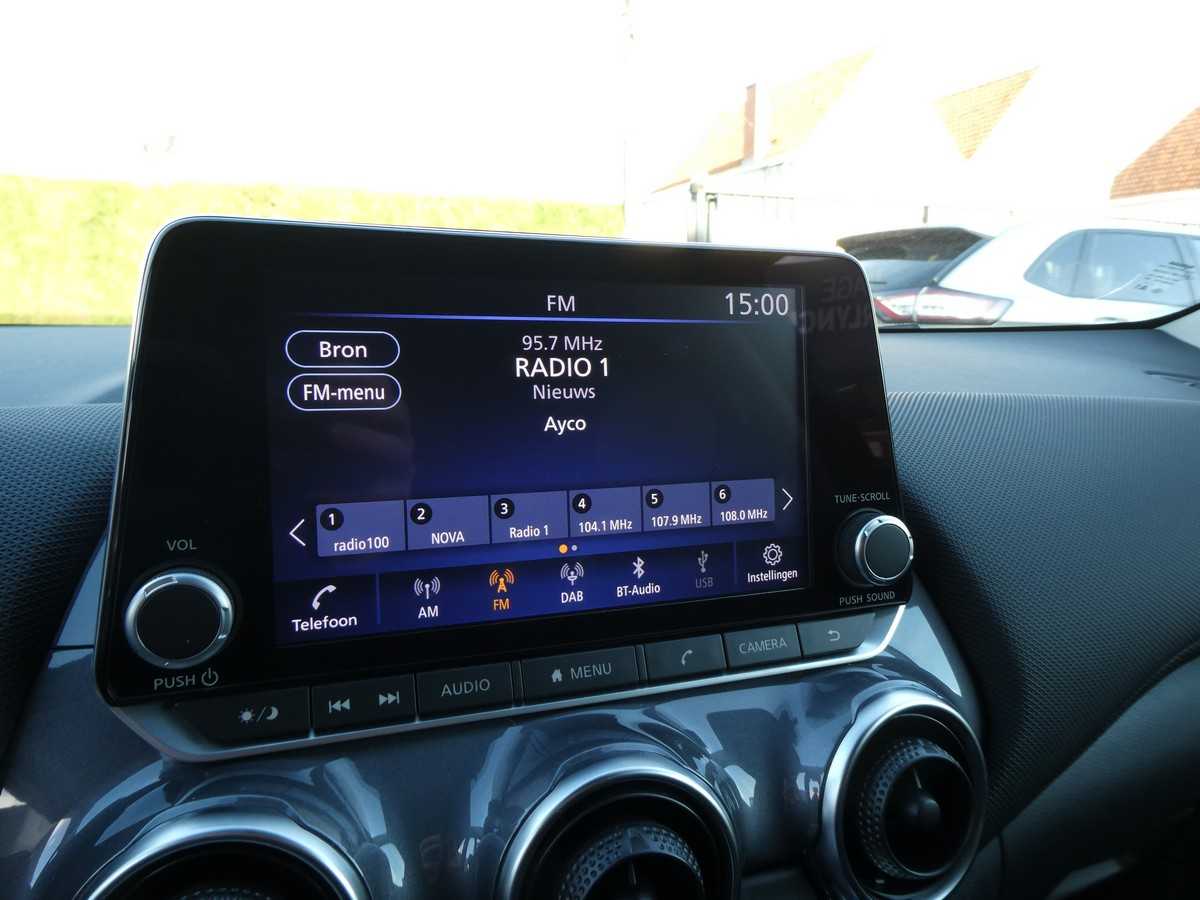 FM
15:00
Bron
FM-menu
95.7 MHz
RADIO 1
Nieuws
Ayco
1 radio100
2 NOVA
3 Radio 1
4 104.1 MHz
5 107.9 MHz
6 108.0 MHz
Telefoon
AM
FM
DAB
BT-Audio
USB
Instellingen
VOL
PUSH
TUNE·SCROLL
PUSH SOUND
AUDIO
MENU
CAMERA